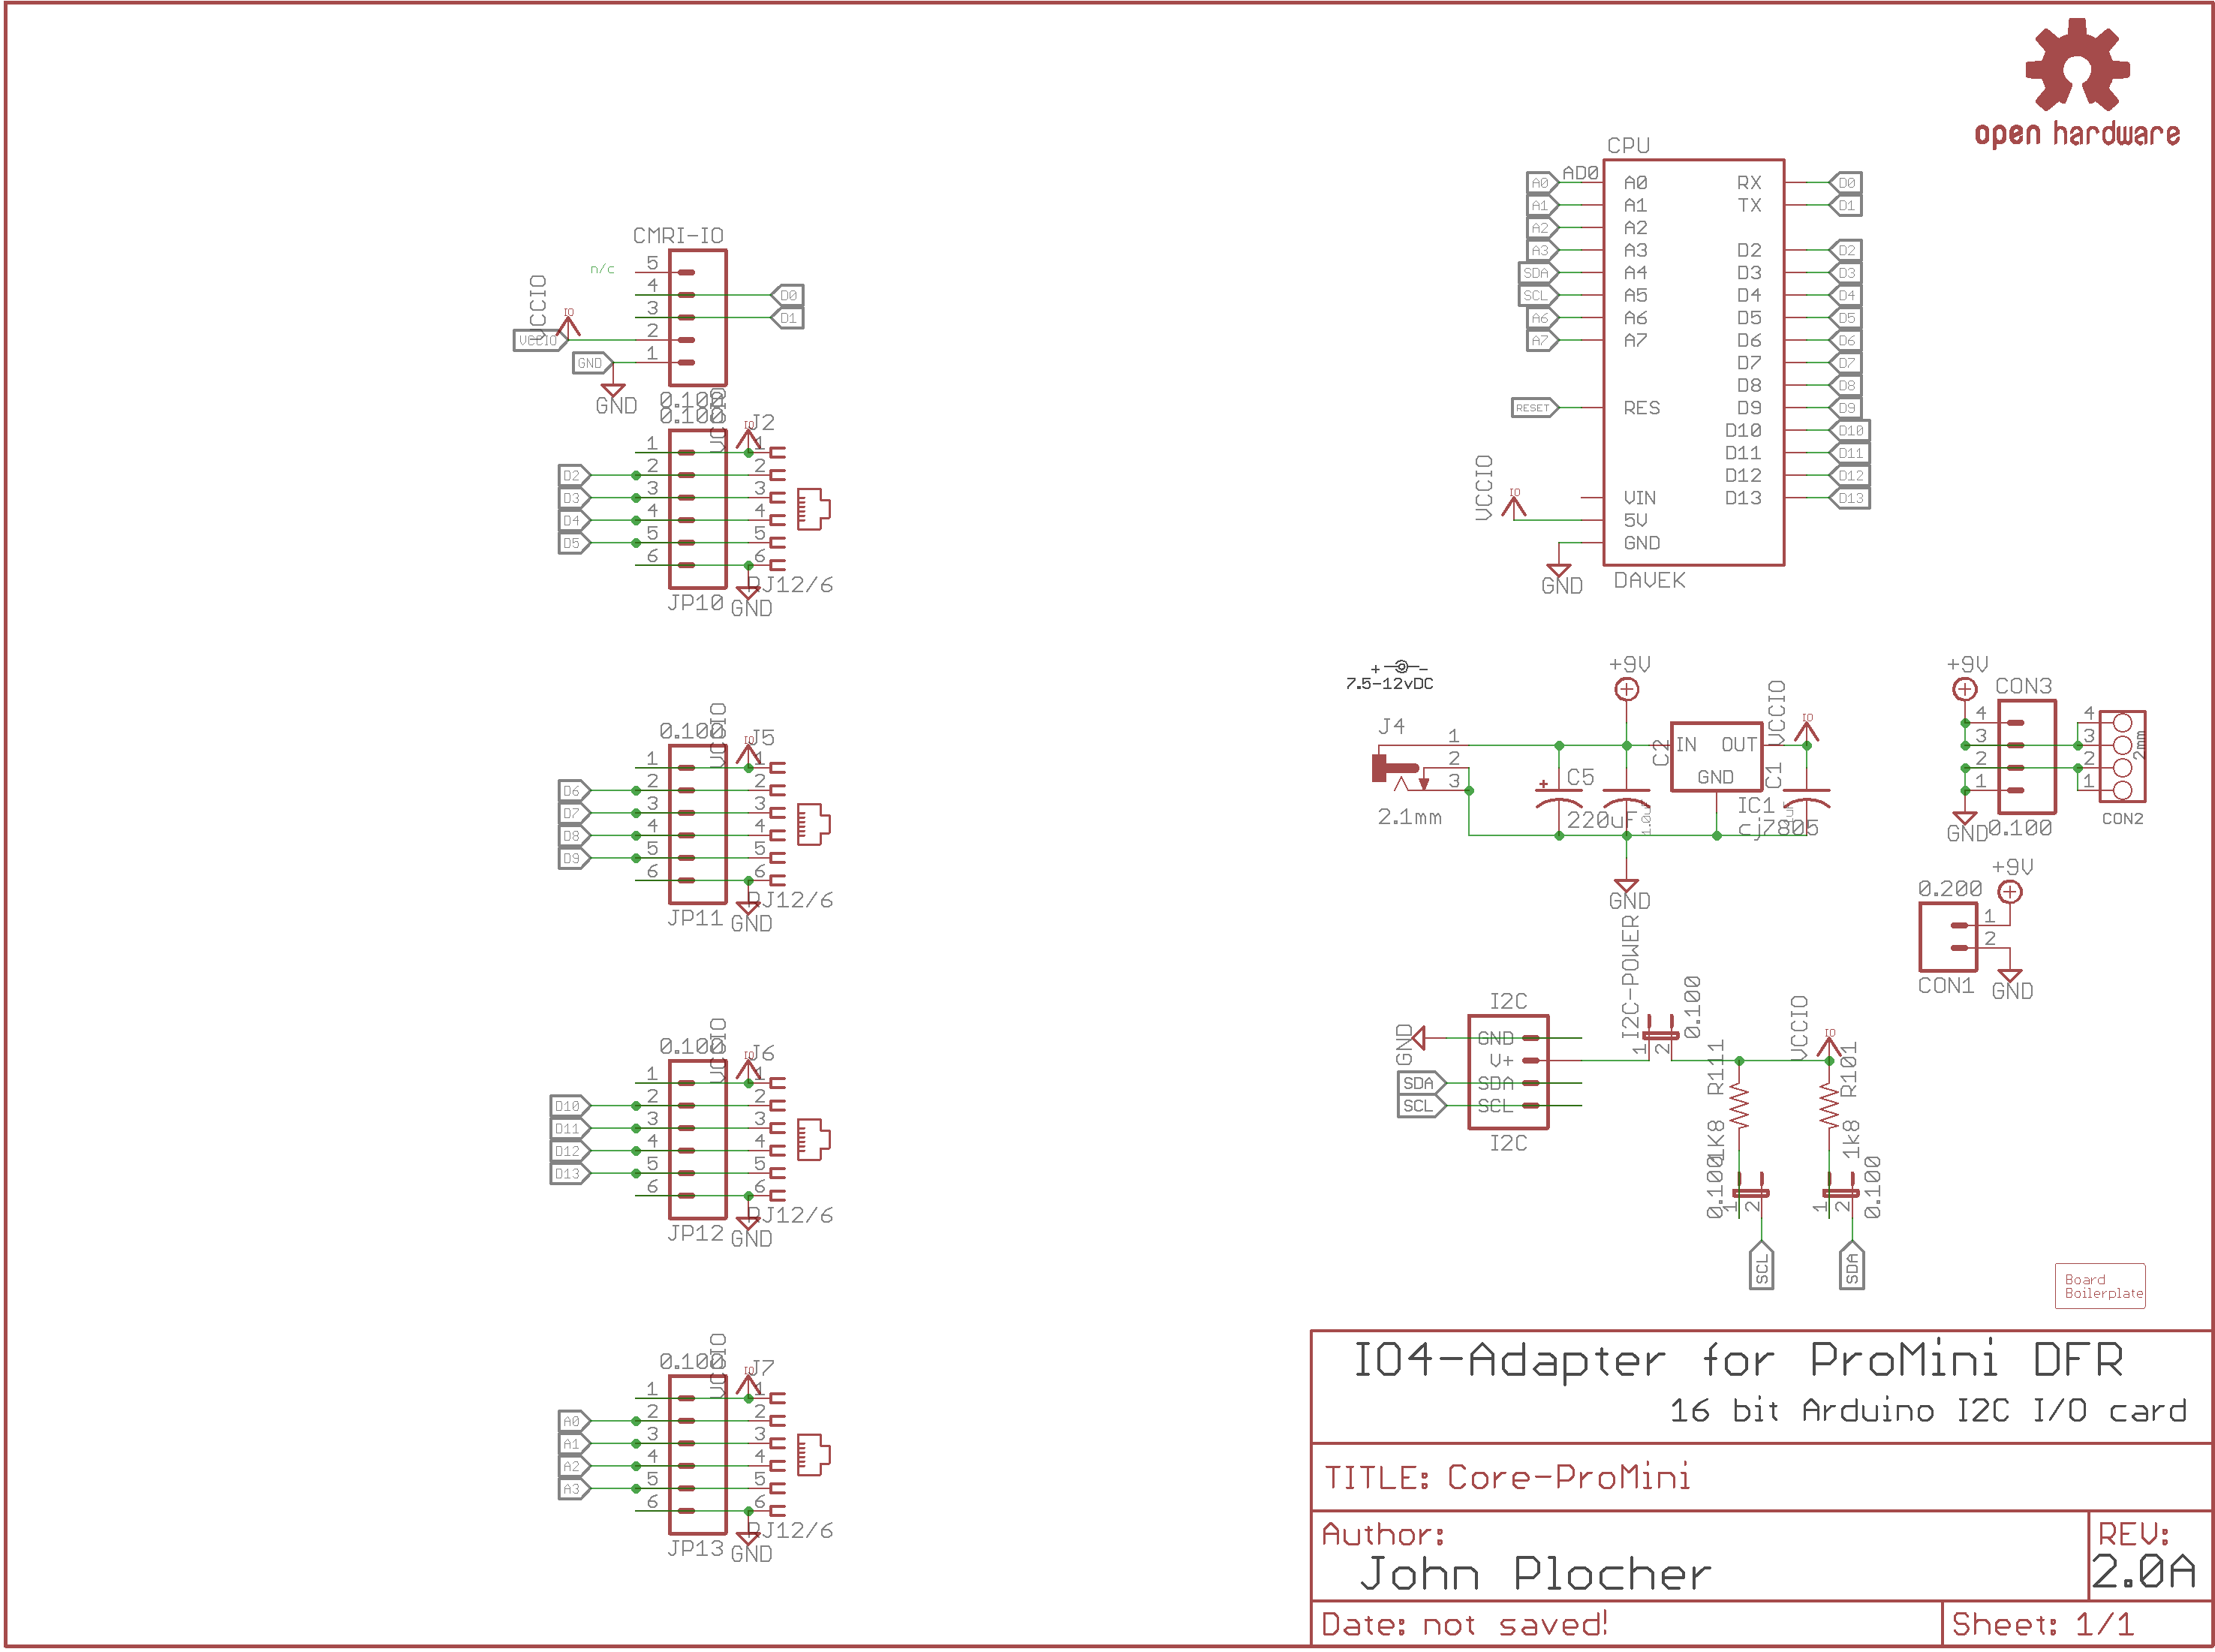 open hardware
CPU
AD0
A0 A0 RX D0
A1 A1 TX D1
A2 A2
A3 A3 D2 D2
SDA A4 D3 D3
SCL A5 D4 D4
A6 A6 D5 D5
A7 A7 D6 D6
D7 D7
D8 D8
RESET RES D9 D9
D10 D10
D11 D11
D12 D12
VIN D13 D13
VCCIO
IO
5V
GND
GND
DAVEK
CMRI-IO
n/c
5
4 D0
3 D1
VCCIO
IO
VCCIO 2
GND 1
GND
0.100
0.100
VCCIO
IO
J2
1 1
D2 2 2
D3 3 3
D4 4 4
D5 5 5
6 6
RJ12/6
JP10 GND
0.100
VCCIO
IO
J5
1 1
D6 2 2
D7 3 3
D8 4 4
D9 5 5
6 6
RJ12/6
JP11 GND
0.100
VCCIO
IO
J6
1 1
D10 2 2
D11 3 3
D12 4 4
D13 5 5
6 6
RJ12/6
JP12 GND
0.100
VCCIO
IO
J7
1 1
A0 2 2
A1 3 3
A2 4 4
A3 5 5
6 6
RJ12/6
JP13 GND
+ -
7.5-12vDC
J4
1
2
3
2.1mm
+9V
+
C5
220uF
C2
1.0uF
IN OUT
GND
IC1
cj7805
C1
VCCIO
IO
GND
+9V
CON3
4 4
3 3
2 2
1 1
2mm
GND
0.100
CON2
+9V
0.200
1
2
CON1
GND
I2C-POWER
0.100
1 2
I2C
GND GND
V+
SDA SDA
SCL SCL
I2C
VCCIO
IO
R111
1K8
R101
1k8
0.100
1 2
0.100
1 2
SCL
SDA
Board
Boilerplate
IO4-Adapter for ProMini DFR
16 bit Arduino I2C I/O card
TITLE: Core-ProMini
Author:
John Plocher
REV:
2.0A
Date: not saved!
Sheet: 1/1